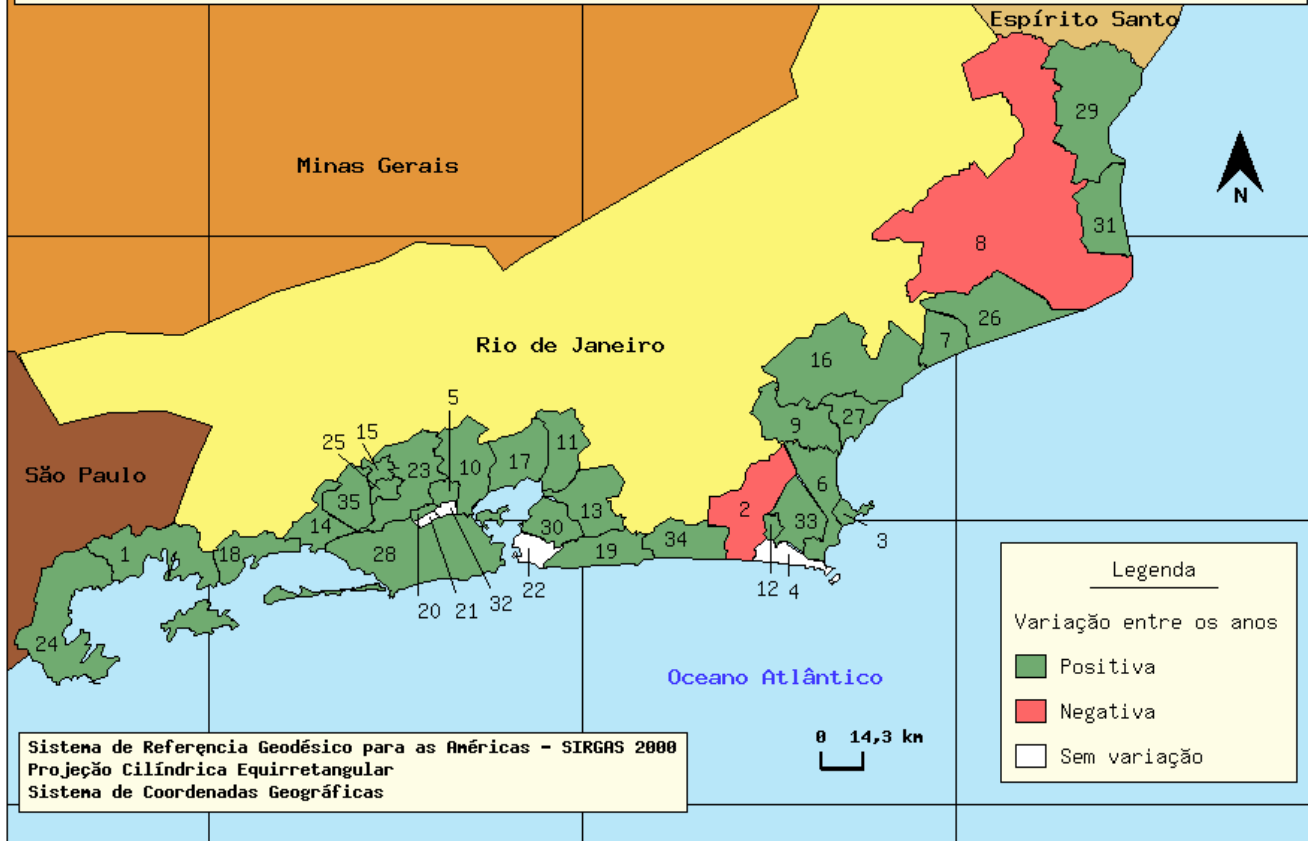 Espírito Santo
29
Minas Gerais
N
31
8
26
Rio de Janeiro
7
16
5
15
27
25
9
11
23
17
10
São Paulo
6
35
2
13
33
14
30
1
18
28
19
34
3
12
4
22
32
20
21
24
Legenda
Variação entre os anos
Positiva
Negativa
Sem variação
Oceano Atlântico
0 14,3 km
Sistema de Referença Geodésico para as Américas - SIRGAS 2000
Projeção Cilíndrica Equirretangular
Sistema de Coordenadas Geográficas